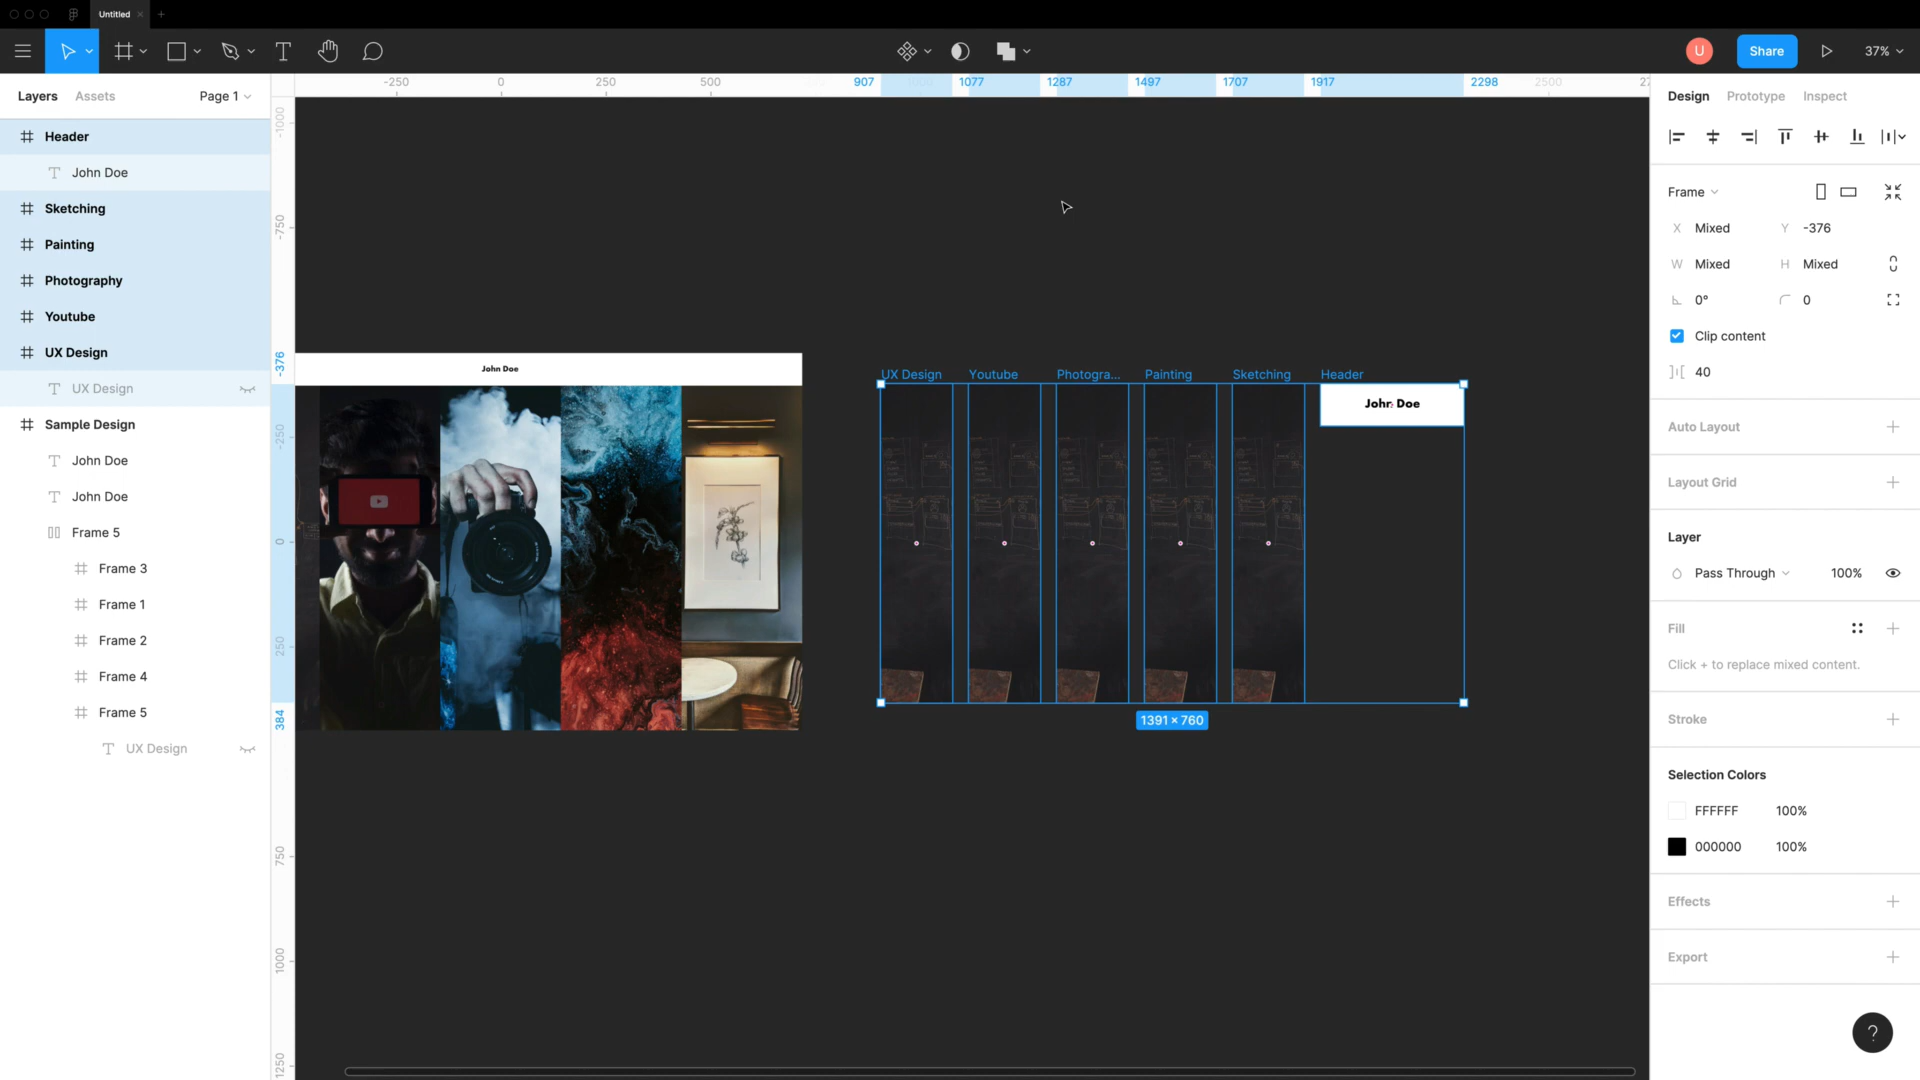 Untitled
U
Share
37%
Layers
Assets
Page 1
-250
0
250
500
907
1077
1287
1497
1707
1917
2298
2500
Design
Prototype
Inspect
Header
John Doe
Sketching
Painting
Photography
Youtube
UX Design
UX Design
Sample Design
John Doe
John Doe
Frame 5
Frame 3
Frame 1
Frame 2
Frame 4
Frame 5
UX Design
-1000
-750
-376
-250
0
250
384
750
1000
1250
John Doe
UX Design
Youtube
Photogra...
Painting
Sketching
Header
John Doe
1391 × 760
Frame
X Mixed
Y -376
W Mixed
H Mixed
0°
0
Clip content
40
Auto Layout
Layout Grid
Layer
Pass Through
100%
Fill
Click + to replace mixed content.
Stroke
Selection Colors
FFFFFF 100%
000000 100%
Effects
Export
?